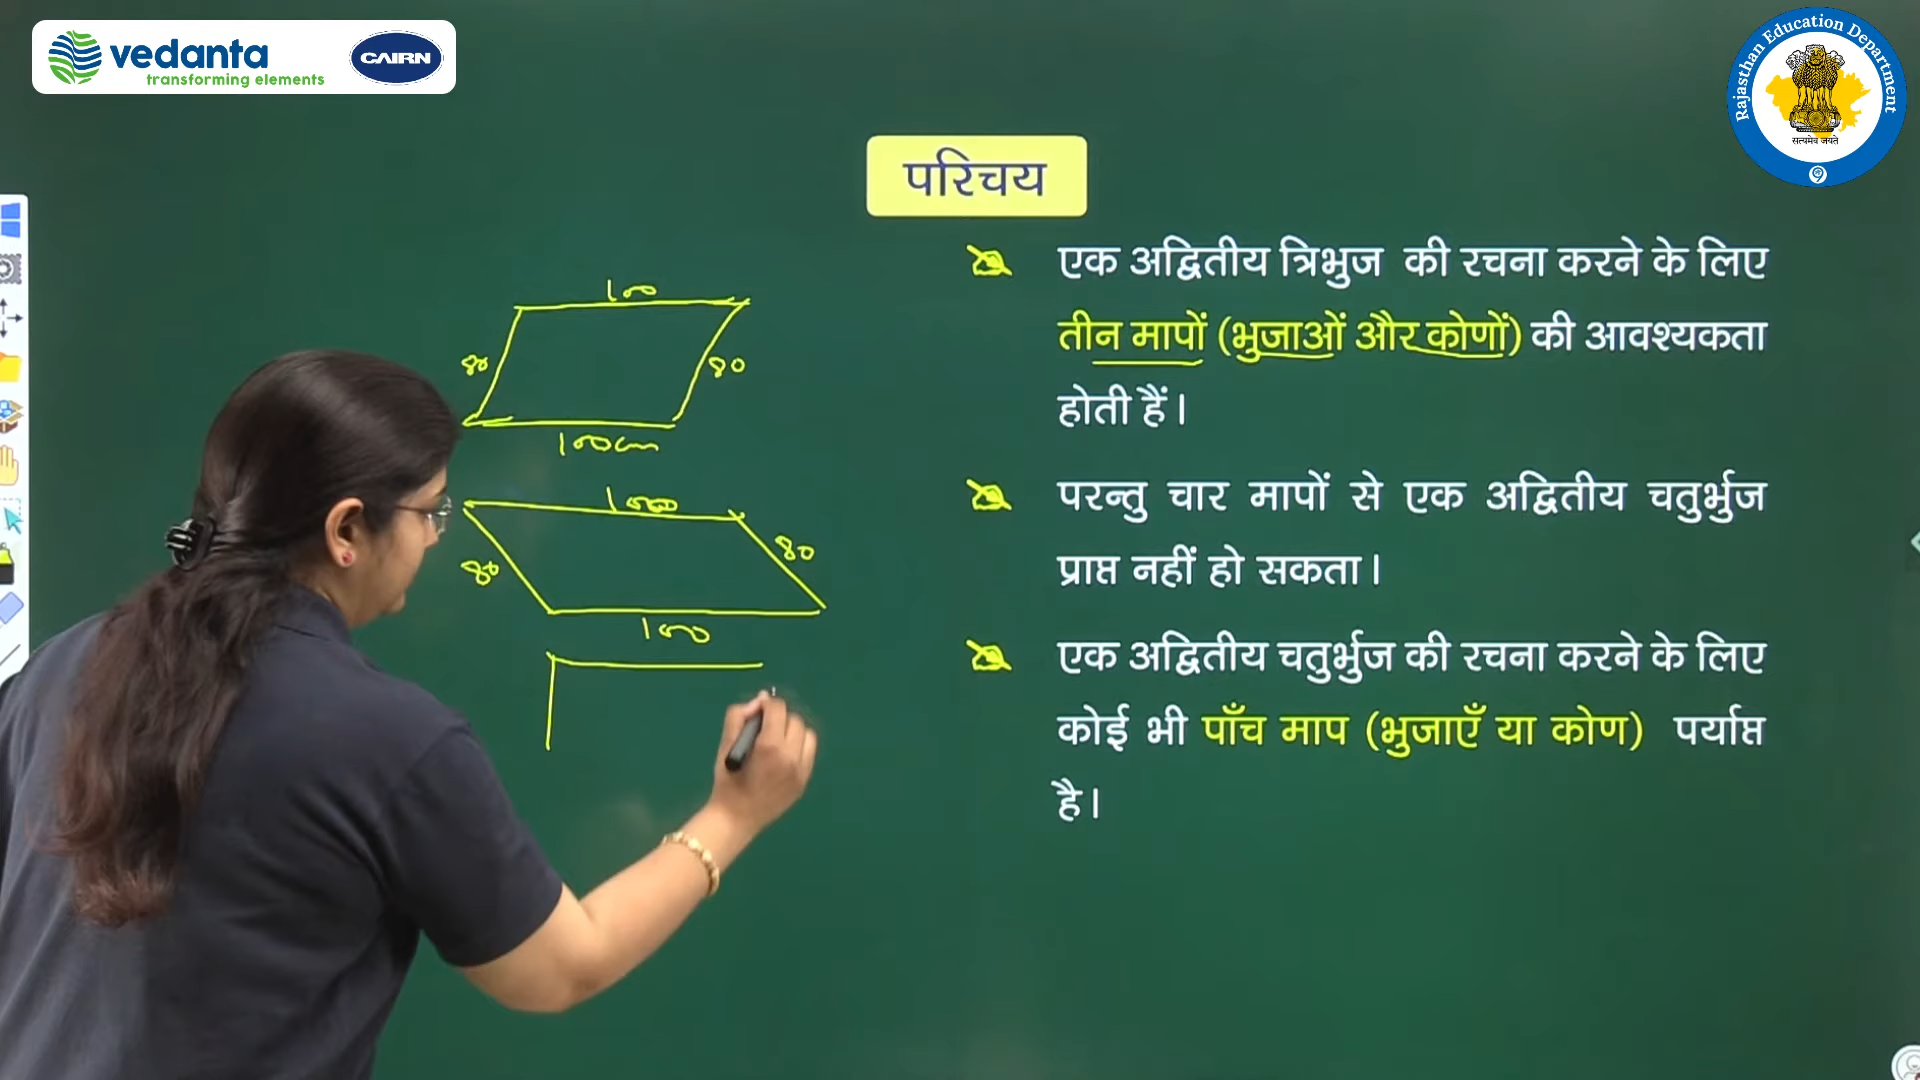 vedanta
transforming elements
CAIRN
Rajasthan Education Department
सत्यमेव जयते
परिचय
एक अद्वितीय त्रिभुज की रचना करने के लिए
तीन मापों (भुजाओं और कोणों) की आवश्यकता
होती हैं।
परन्तु चार मापों से एक अद्वितीय चतुर्भुज
प्राप्त नहीं हो सकता।
एक अद्वितीय चतुर्भुज की रचना करने के लिए
कोई भी पाँच माप (भुजाएँ या कोण) पर्याप्त
है।
100
80
80
100cm
100
80
80
100